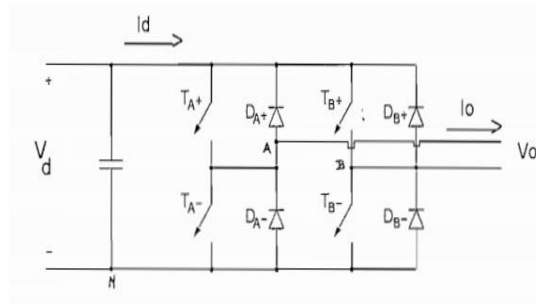 Id
+
TA+
DA+
TB+
DB+
Io
A
Vd
B
Vo
TA-
DA-
TB-
DB-
-
N